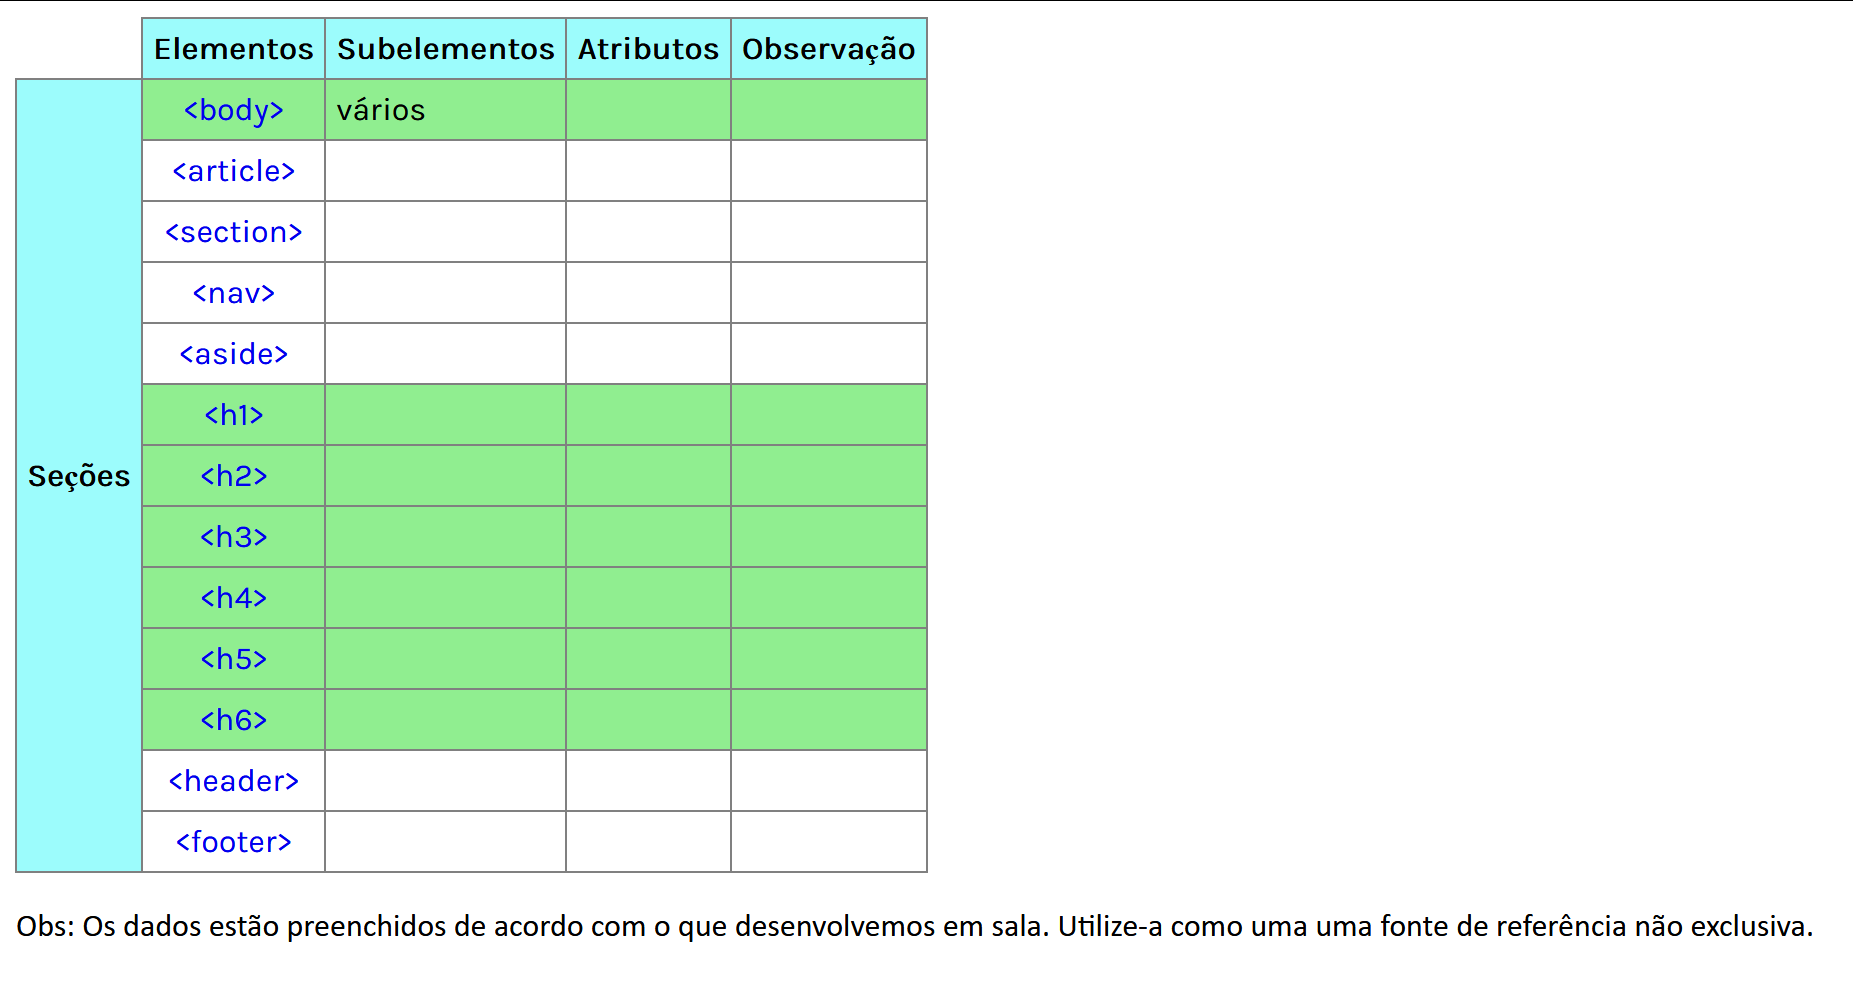 Elementos Subelementos Atributos Observação
<body> vários
<article>
<section>
<nav>
<aside>
<h1>
Seções <h2>
<h3>
<h4>
<h5>
<h6>
<header>
<footer>
Obs: Os dados estão preenchidos de acordo com o que desenvolvemos em sala. Utilize-a como uma uma fonte de referência não exclusiva.